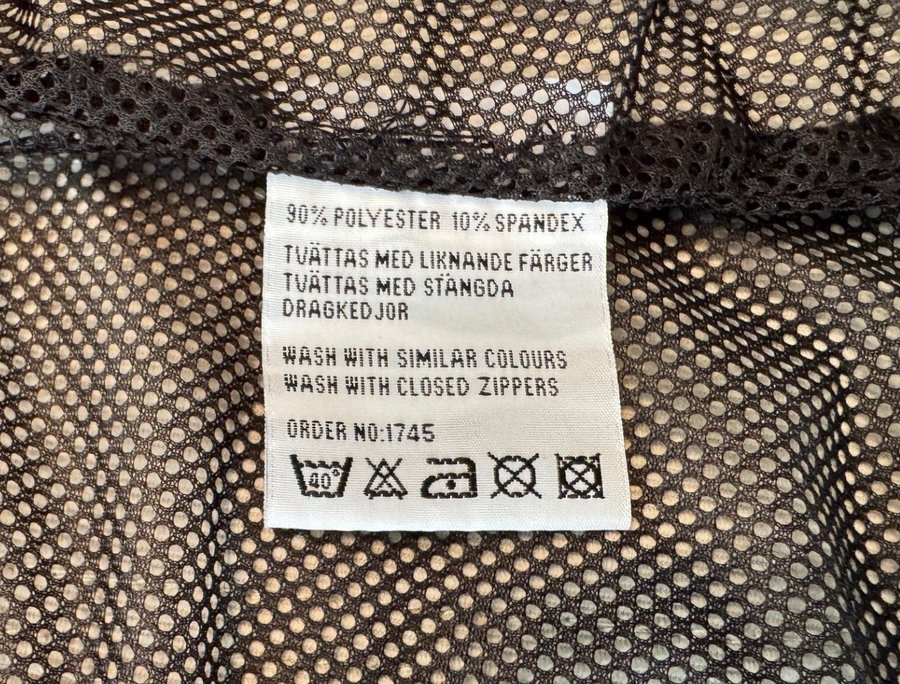 90% POLYESTER 10% SPANDEX
TVÄTTAS MED LIKNANDE FÄRGER
TVÄTTAS MED STÄNGDA
DRAGKEDJOR
WASH WITH SIMILAR COLOURS
WASH WITH CLOSED ZIPPERS
ORDER NO:1745
40°